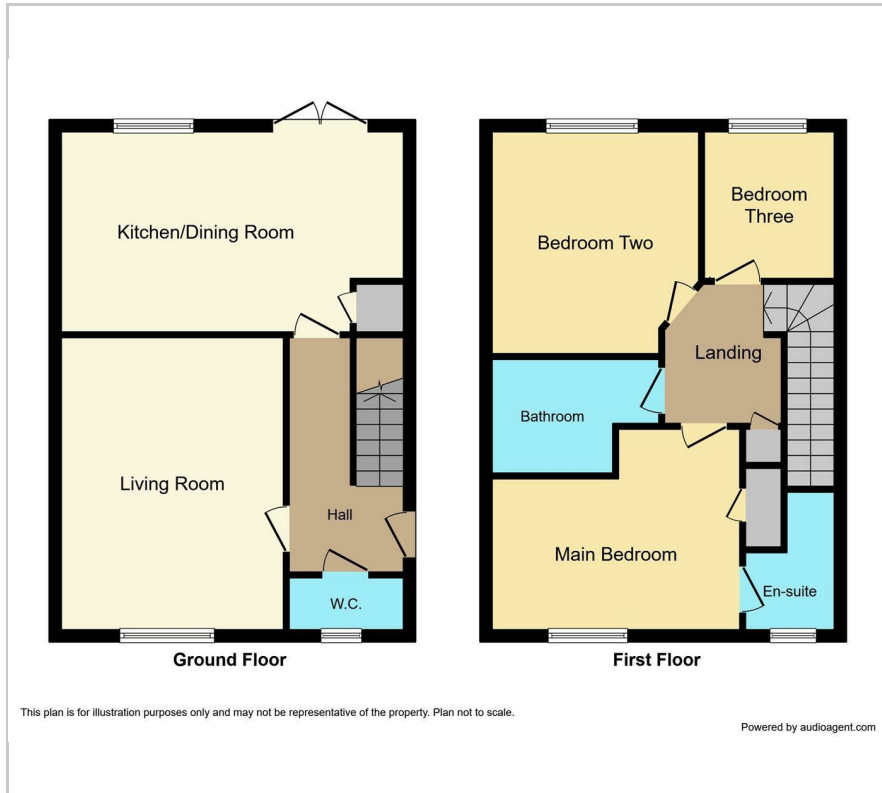 Kitchen/Dining Room
Living Room
Hall
W.C.
Ground Floor
Bedroom Two
Bedroom
Three
Landing
Bathroom
Main Bedroom
En-suite
First Floor
This plan is for illustration purposes only and may not be representative of the property. Plan not to scale.
Powered by audioagent.com